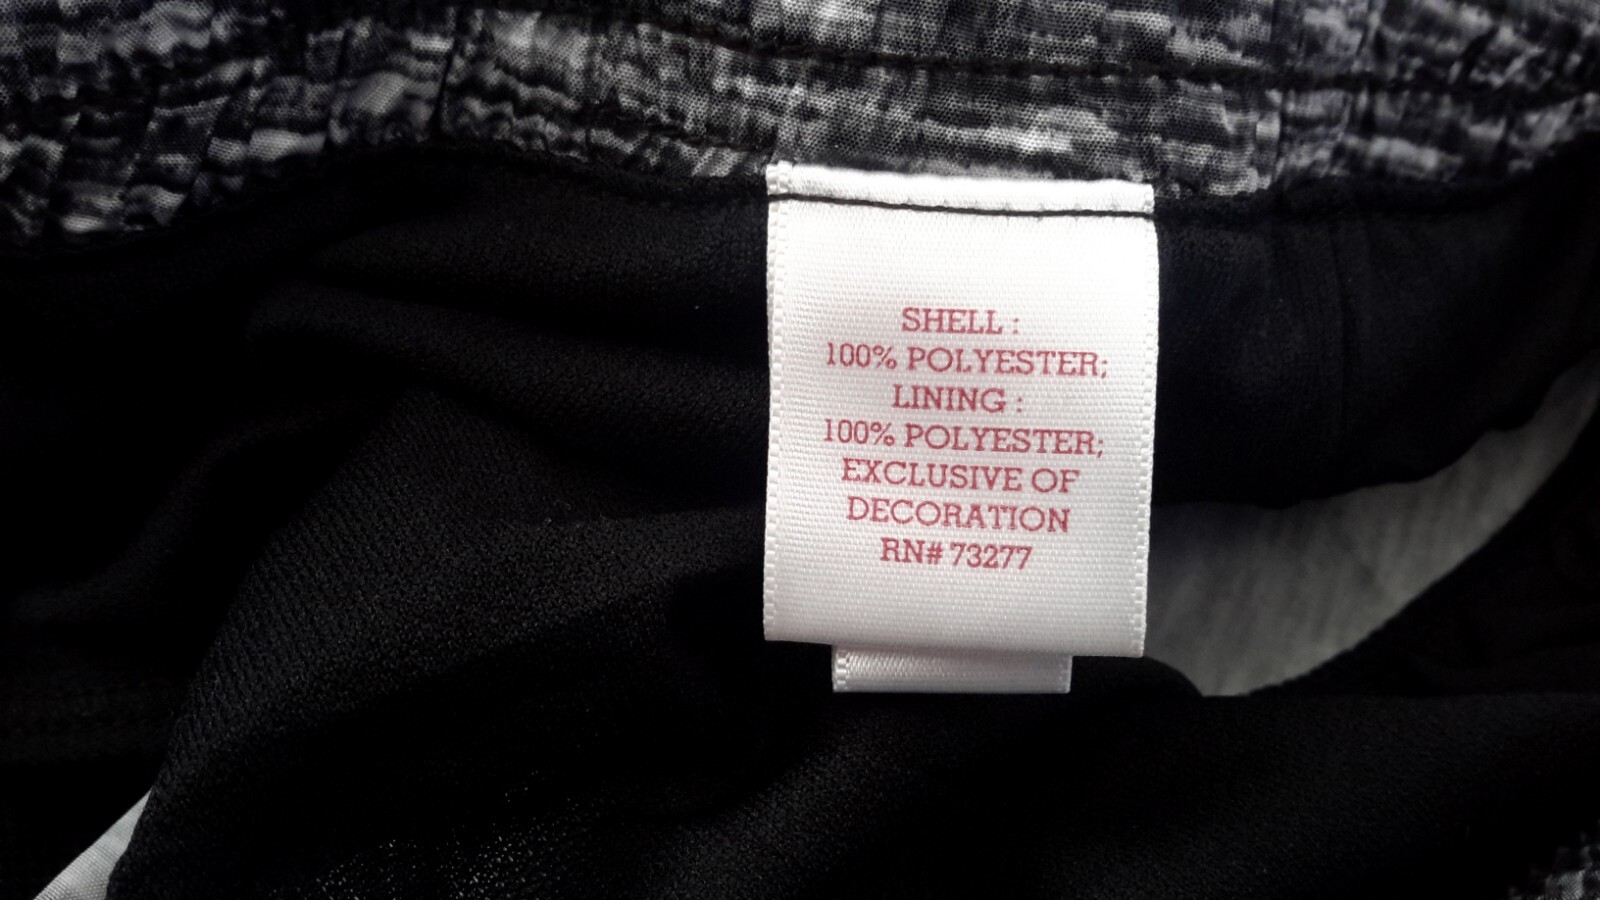 SHELL :
100% POLYESTER;
LINING :
100% POLYESTER;
EXCLUSIVE OF
DECORATION
RN# 73277